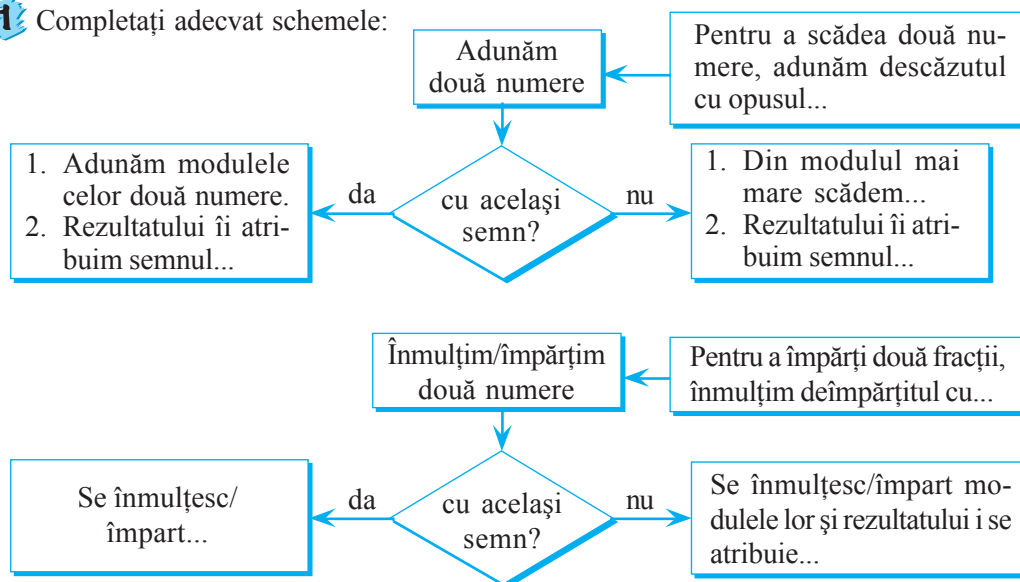 1 Completați adecvat schemele:
Adunăm
două numere
Pentru a scădea două nu-
mere, adunăm descăzutul
cu opusul...
1. Adunăm modulele
celor două numere.
2. Rezultatului îi atri-
buim semnul...
da
cu acelaşi
semn?
nu
1. Din modulul mai
mare scădem...
2. Rezultatului îi atri-
buim semnul...
Înmulțim/împărțim
două numere
Pentru a împărți două fracții,
înmulțim deîmpărțitul cu...
Se înmulțesc/
împart...
da
cu acelaşi
semn?
nu
Se înmulțesc/împart mo-
dulele lor şi rezultatului i se
atribuie...